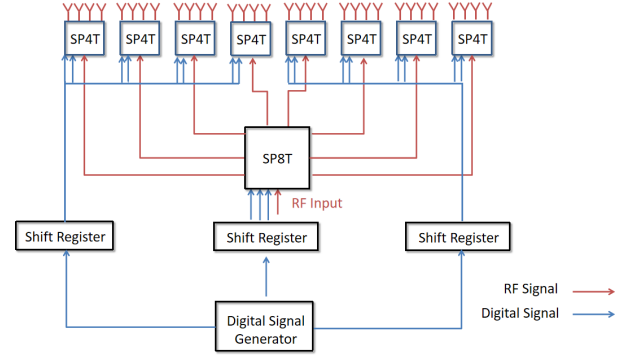 SP4T SP4T SP4T SP4T SP4T SP4T SP4T SP4T
SP8T
RF Input
Shift Register Shift Register Shift Register
RF Signal
Digital Signal
Digital Signal
Generator